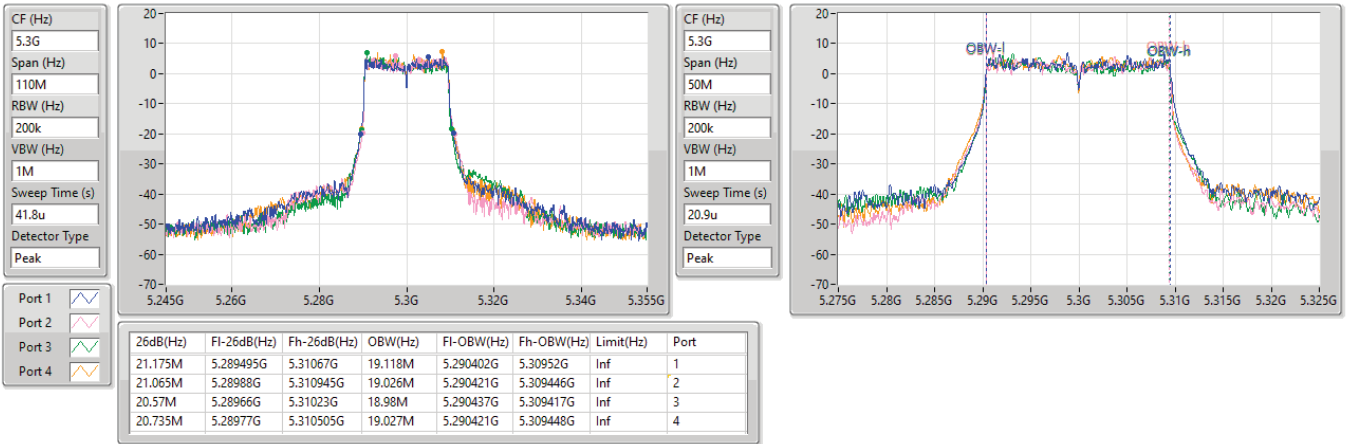 CF (Hz)
5.3G
Span (Hz)
110M
RBW (Hz)
200k
VBW (Hz)
1M
Sweep Time (s)
41.8u
Detector Type
Peak
20
10
0
-10
-20
-30
-40
-50
-60
-70
5.245G 5.26G 5.28G 5.3G 5.32G 5.34G 5.355G
CF (Hz)
5.3G
Span (Hz)
50M
RBW (Hz)
200k
VBW (Hz)
1M
Sweep Time (s)
20.9u
Detector Type
Peak
20
10
0
-10
-20
-30
-40
-50
-60
-70
OBW-l
OBW-h
5.275G 5.28G 5.285G 5.29G 5.295G 5.3G 5.305G 5.31G 5.315G 5.32G 5.325G
Port 1
Port 2
Port 3
Port 4
26dB(Hz) Fl-26dB(Hz) Fh-26dB(Hz) OBW(Hz) Fl-OBW(Hz) Fh-OBW(Hz) Limit(Hz) Port
21.175M 5.289495G 5.31067G 19.118M 5.290402G 5.30952G Inf 1
21.065M 5.28988G 5.310945G 19.026M 5.290421G 5.309446G Inf 2
20.57M 5.28966G 5.31023G 18.98M 5.290437G 5.309417G Inf 3
20.735M 5.28977G 5.310505G 19.027M 5.290421G 5.309448G Inf 4